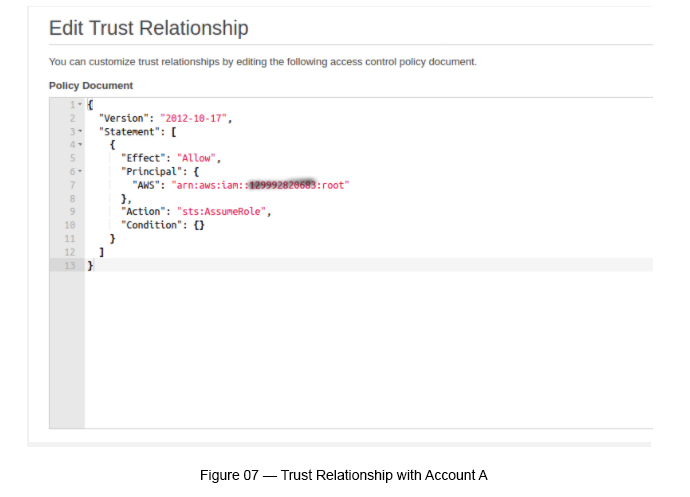 Edit Trust Relationship
You can customize trust relationships by editing the following access control policy document.
Policy Document
1 {
2 "Version": "2012-10-17",
3 "Statement": [
4 {
5 "Effect": "Allow",
6 "Principal": {
7 "AWS": "arn:aws:iam:: :root"
8 },
9 "Action": "sts:AssumeRole",
10 "Condition": {}
11 }
12 ]
13 }
Figure 07 — Trust Relationship with Account A